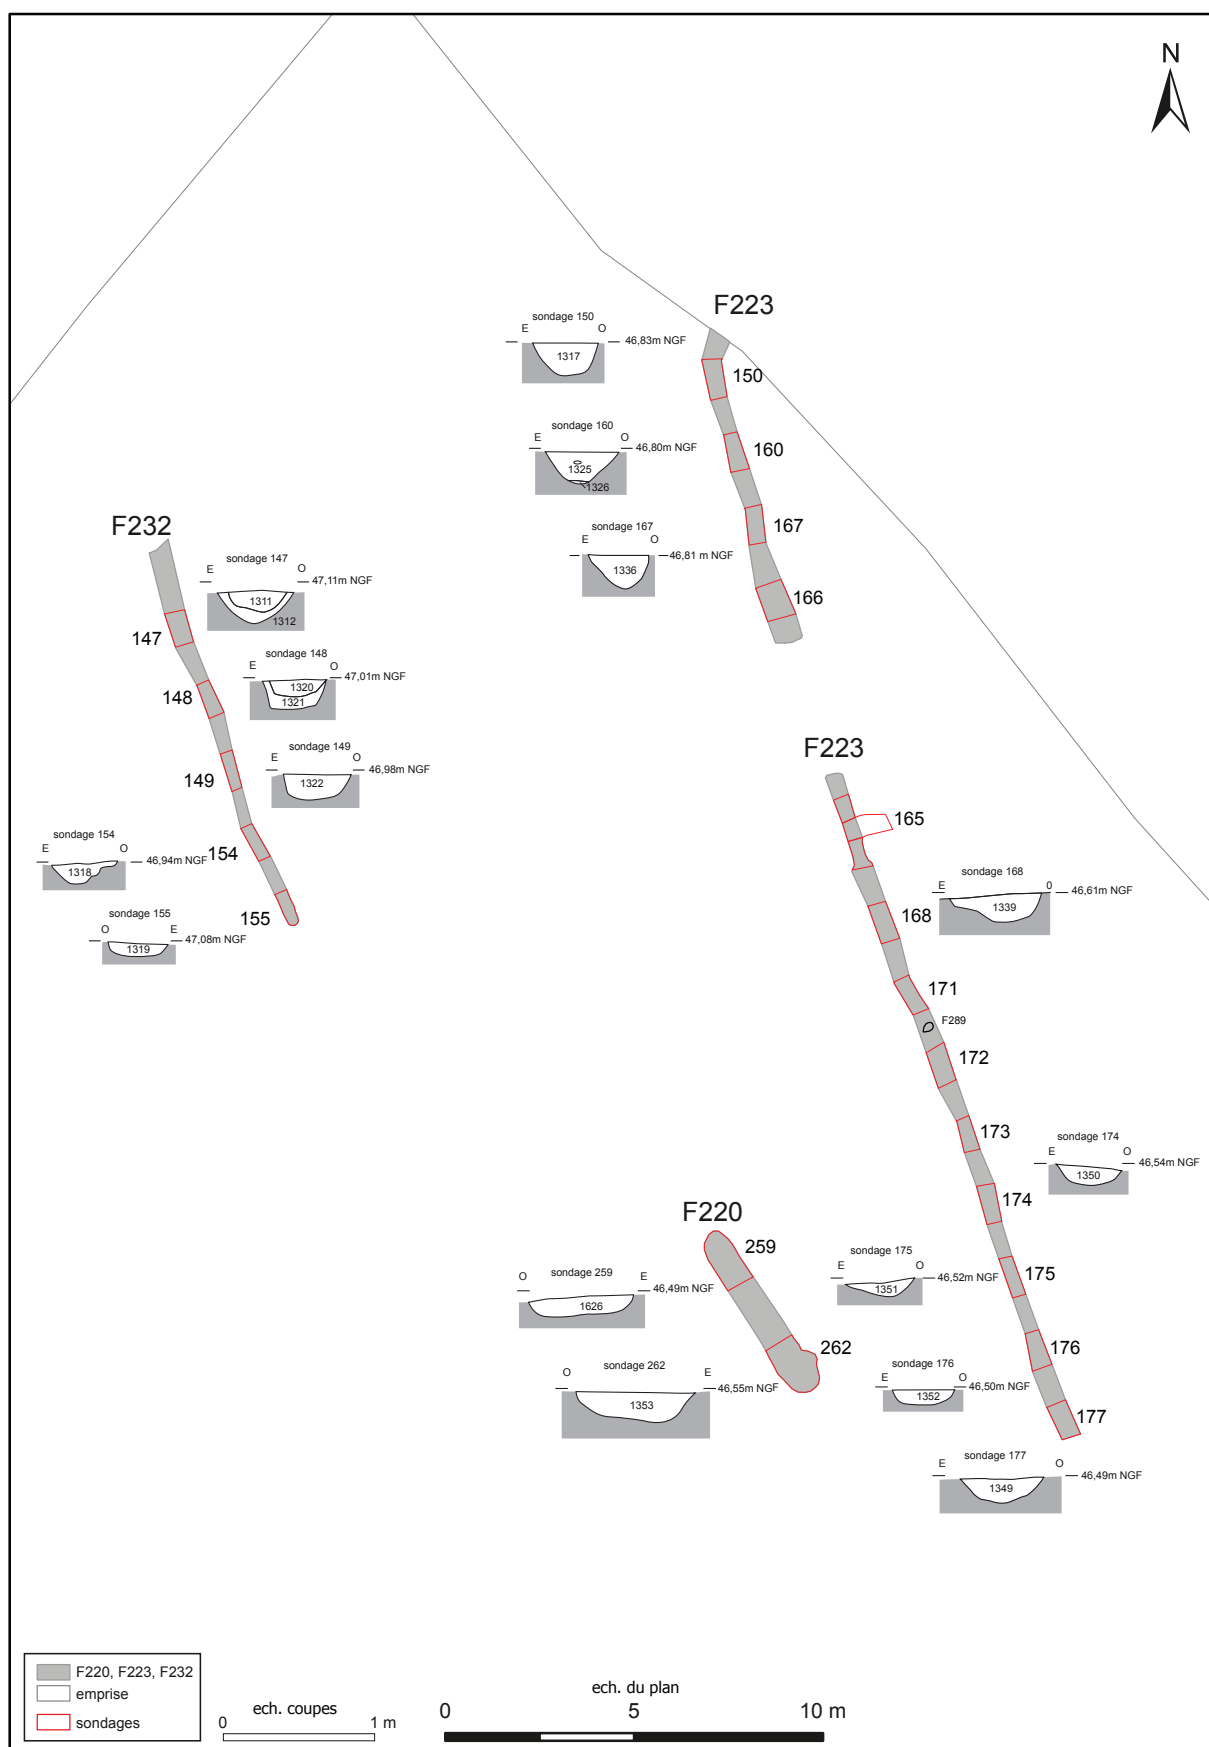 N
F223
sondage 150
E O
46,83m NGF
1317
150
sondage 160
E O
46,80m NGF
1325
1326
160
sondage 167
E O
46,81 m NGF
1336
167
166
F232
sondage 147
E O
47,11m NGF
1311
1312
147
sondage 148
E O
47,01m NGF
1320
1321
148
sondage 149
E O
46,98m NGF
1322
149
sondage 154
E O
46,94m NGF
1318
154
sondage 155
O E
47,08m NGF
1319
155
F223
165
sondage 168
E 0
46,61m NGF
1339
168
171
F289
172
173
sondage 174
E O
46,54m NGF
1350
174
F220
259
sondage 259
O E
46,49m NGF
1626
sondage 175
E O
46,52m NGF
1351
175
262
sondage 262
O E
46,55m NGF
1353
sondage 176
E O
46,50m NGF
1352
176
177
sondage 177
E O
46,49m NGF
1349
F220, F223, F232
emprise
sondages
ech. coupes
0 1 m
ech. du plan
0 5 10 m